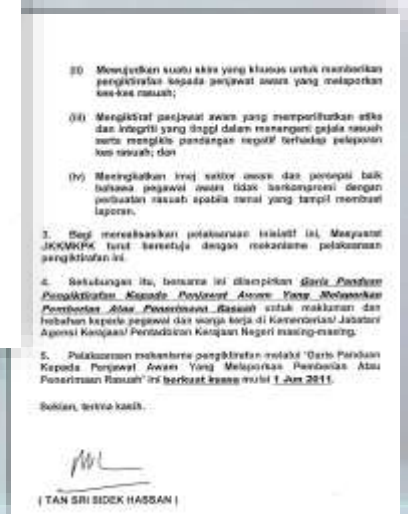 (ii) Mewujudkan suatu skim yang khusus untuk memberikan
pengiktirafan kepada penjawat awam yang melaporkan
kes-kes rasuah;
(iii) Mengiktiraf penjawat awam yang memperlihatkan etika
dan integriti yang tinggi dalam menangani gejala rasuah
serta mengikis pandangan negatif terhadap pelaporan
kes rasuah; dan
(iv) Meningkatkan imej sektor awam dan persepsi baik
bahawa pegawai awam tidak berkompromi dengan
perbuatan rasuah apabila ramai yang tampil membuat
laporan.
3. Bagi merealisasikan pelaksanaan inisiatif ini, Mesyuarat
JKKMKPK turut bersetuju dengan mekanisme pelaksanaan
pengiktirafan ini.
4. Sehubungan itu, bersama ini dilampirkan Garis Panduan
Pengiktirafan Kepada Penjawat Awam Yang Melaporkan
Pemberian Atau Penerimaan Rasuah untuk makluman dan
hebahan kepada pegawai dan warga kerja di Kementerian/ Jabatan/
Agensi Kerajaan/ Pentadbiran Kerajaan Negeri masing-masing.
5. Pelaksanaan mekanisme pengiktirafan melalui "Garis Panduan
Kepada Penjawat Awam Yang Melaporkan Pemberian Atau
Penerimaan Rasuah" ini berkuat kuasa mulai 1 Jun 2011.
Sekian, terima kasih.
( TAN SRI SIDEK HASSAN )